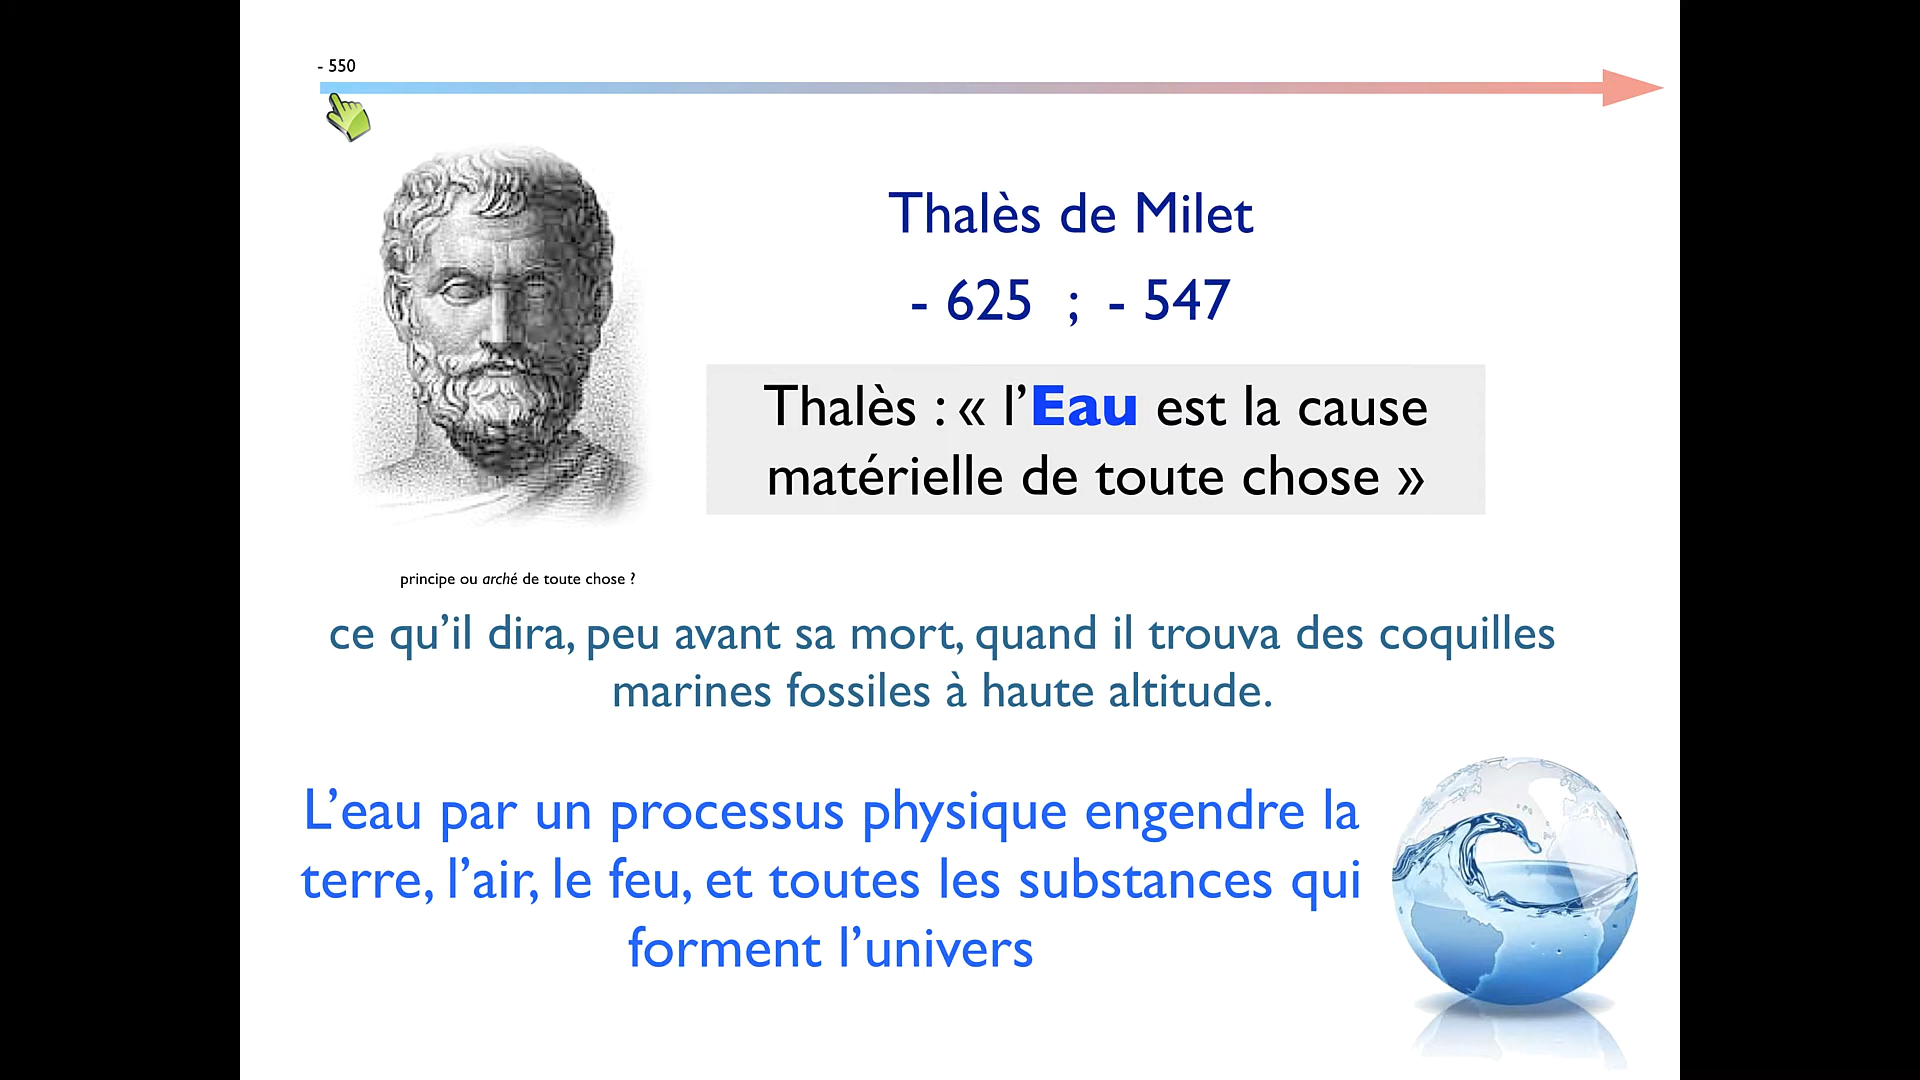 - 550
Thalès de Milet
- 625 ; - 547
Thalès : « l’Eau est la cause
matérielle de toute chose »
principe ou arché de toute chose ?
ce qu’il dira, peu avant sa mort, quand il trouva des coquilles
marines fossiles à haute altitude.
L’eau par un processus physique engendre la
terre, l’air, le feu, et toutes les substances qui
forment l’univers